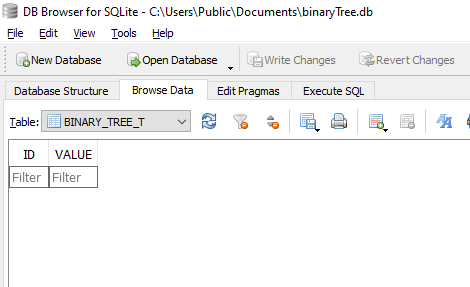 DB Browser for SQLite - C:\Users\Public\Documents\binaryTree.db
File Edit View Tools Help
New Database Open Database Write Changes Revert Changes
Database Structure Browse Data Edit Pragmas Execute SQL
Table: BINARY_TREE_T
ID VALUE
Filter Filter